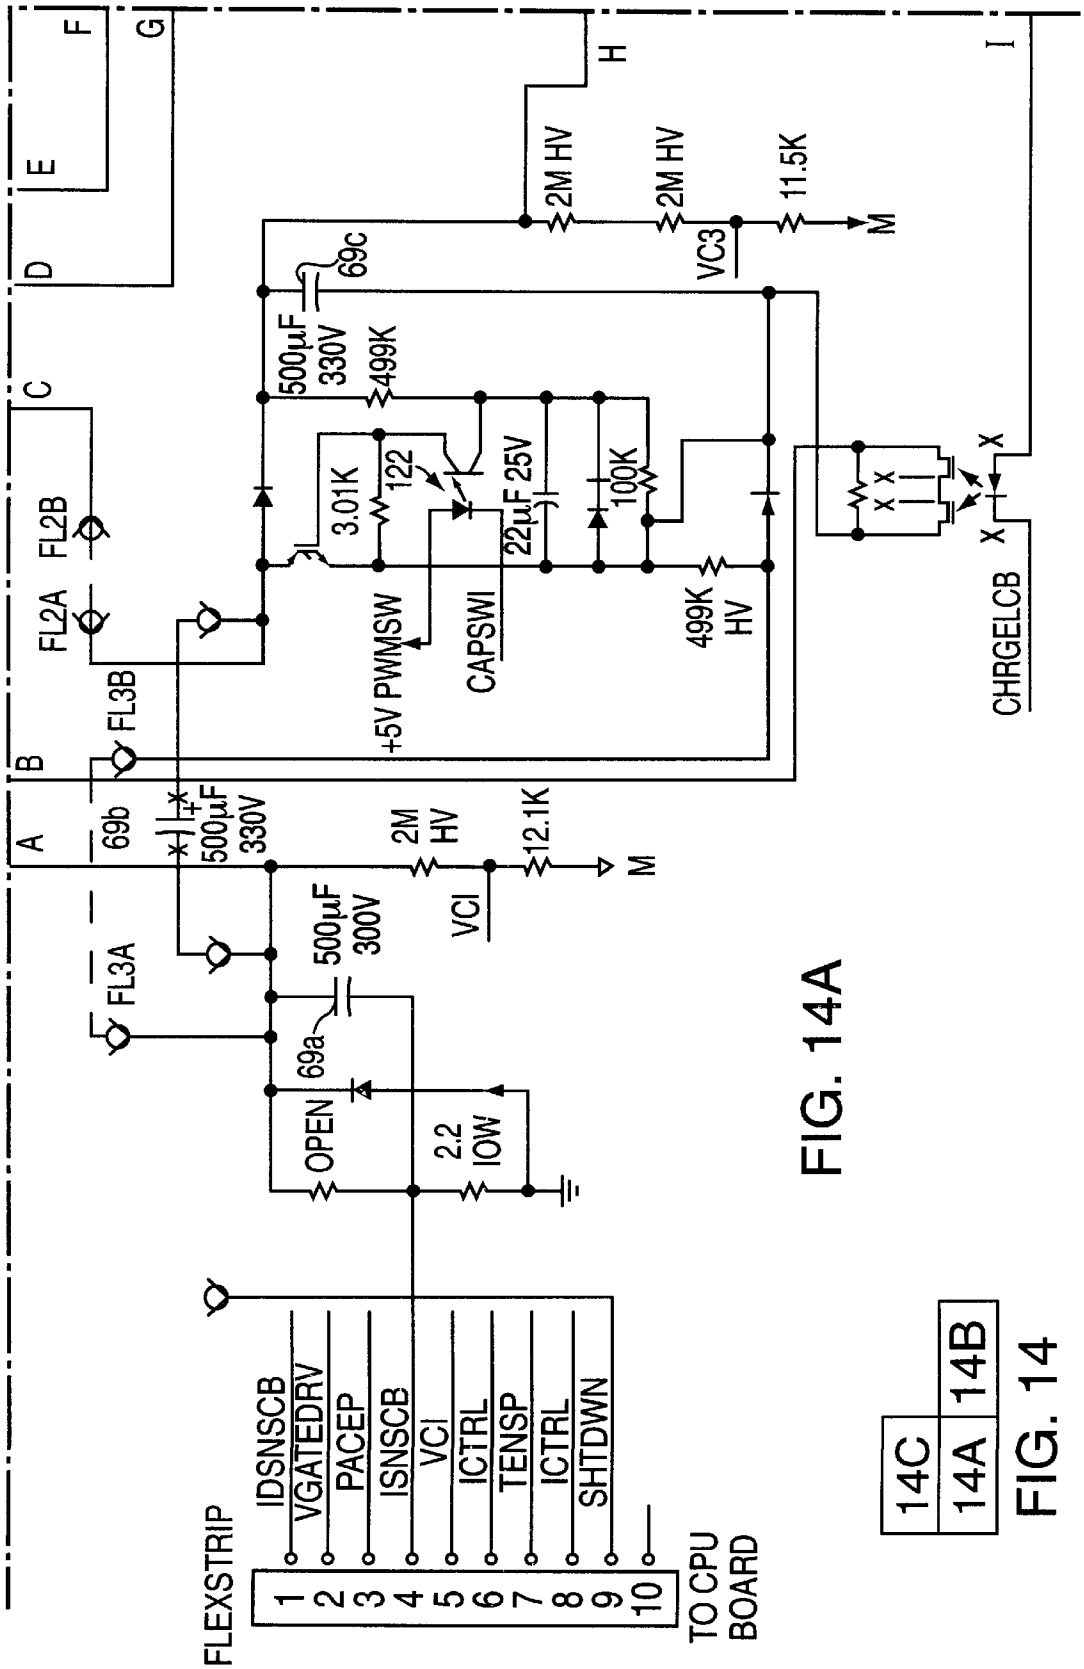 FLEXSTRIP
1
2
3
4
5
6
7
8
9
10
IDSNSCB
VGATEDRV
PACEP
ISNSCB
VCI
ICTRL
TENSP
ICTRL
SHTDWN
TO CPU
BOARD
OPEN
2.2
IOW
69a
500µF
300V
FL3A
69b
500µF
330V
+
x
x
FL3B
A
B
2M
HV
VCI
12.1K
M
FL2A
FL2B
C
D
E
F
G
3.01K
122
+5V PWMSW
CAPSWI
22µF 25V
100K
499K
HV
499K
500µF
330V
69c
H
2M HV
2M HV
VC3
11.5K
M
X
X
X
X
CHRGELCB
I
FIG. 14A
14C
14A
14B
FIG. 14